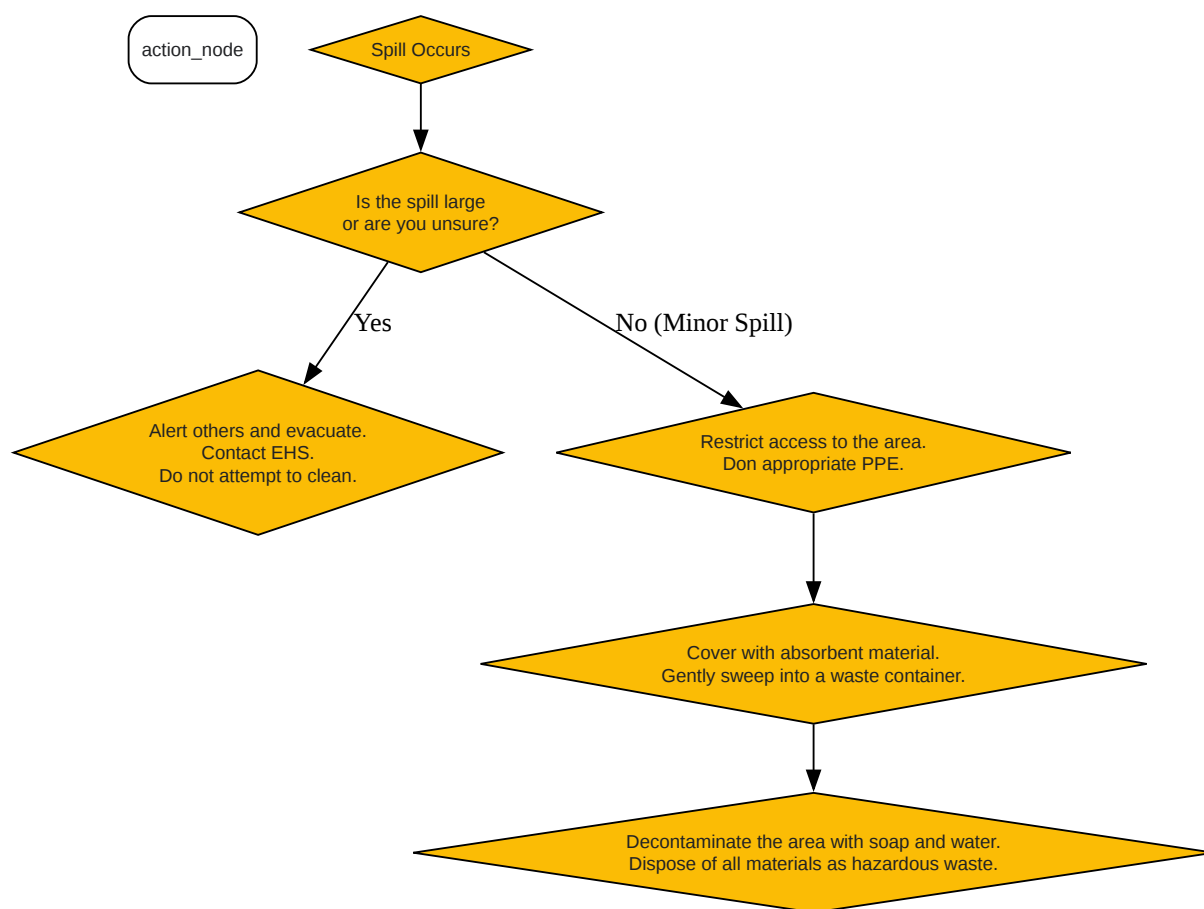 action_node
Spill Occurs
Is the spill large
or are you unsure?
Yes
No (Minor Spill)
Alert others and evacuate.
Contact EHS.
Do not attempt to clean.
Restrict access to the area.
Don appropriate PPE.
Cover with absorbent material.
Gently sweep into a waste container.
Decontaminate the area with soap and water.
Dispose of all materials as hazardous waste.